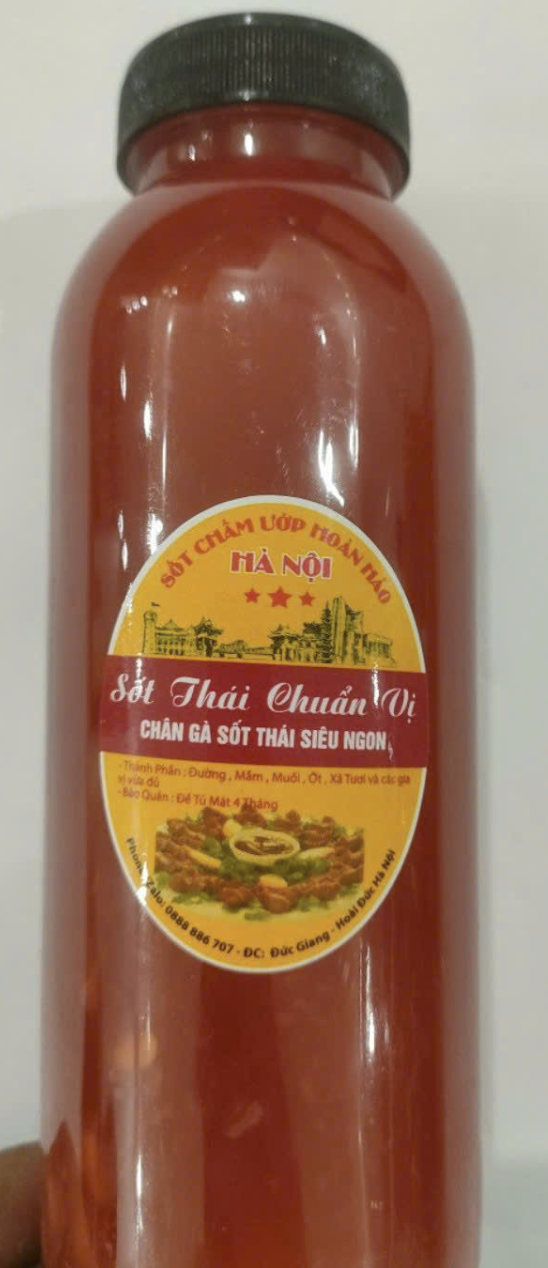 SỐT CHẤM ƯỚP HOÀN HẢO
HÀ NỘI
Sốt Thái Chuẩn Vị
CHÂN GÀ SỐT THÁI SIÊU NGON
- Thành Phần : Đường , Mắm , Muối , Ớt , Xả Tươi và các gia
vị vừa đủ
- Bảo Quản : Để Tủ Mát 4 Tháng
Phone/Zalo: 0888 886 707 - ĐC: Đức Giang - Hoài Đức Hà Nội